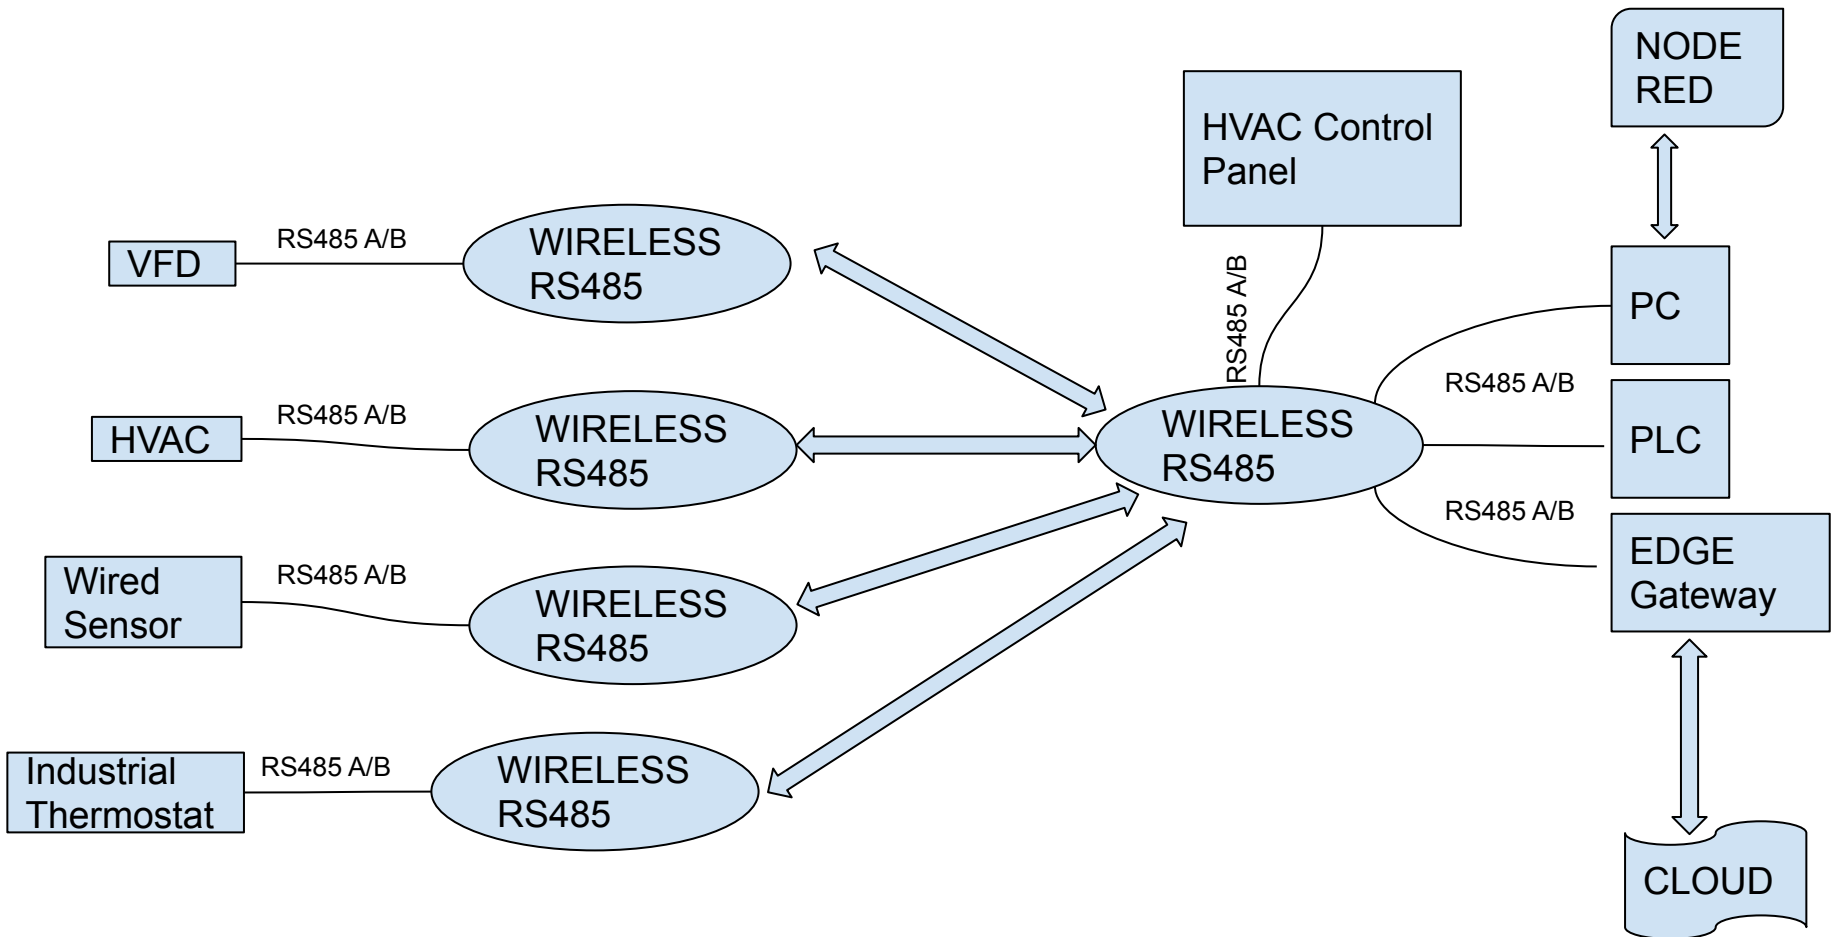 NODE
RED
HVAC Control
Panel
VFD
RS485 A/B
WIRELESS
RS485
RS485 A/B
PC
RS485 A/B
HVAC
RS485 A/B
WIRELESS
RS485
WIRELESS
RS485
PLC
RS485 A/B
EDGE
Gateway
Wired
Sensor
RS485 A/B
WIRELESS
RS485
Industrial
Thermostat
RS485 A/B
WIRELESS
RS485
CLOUD